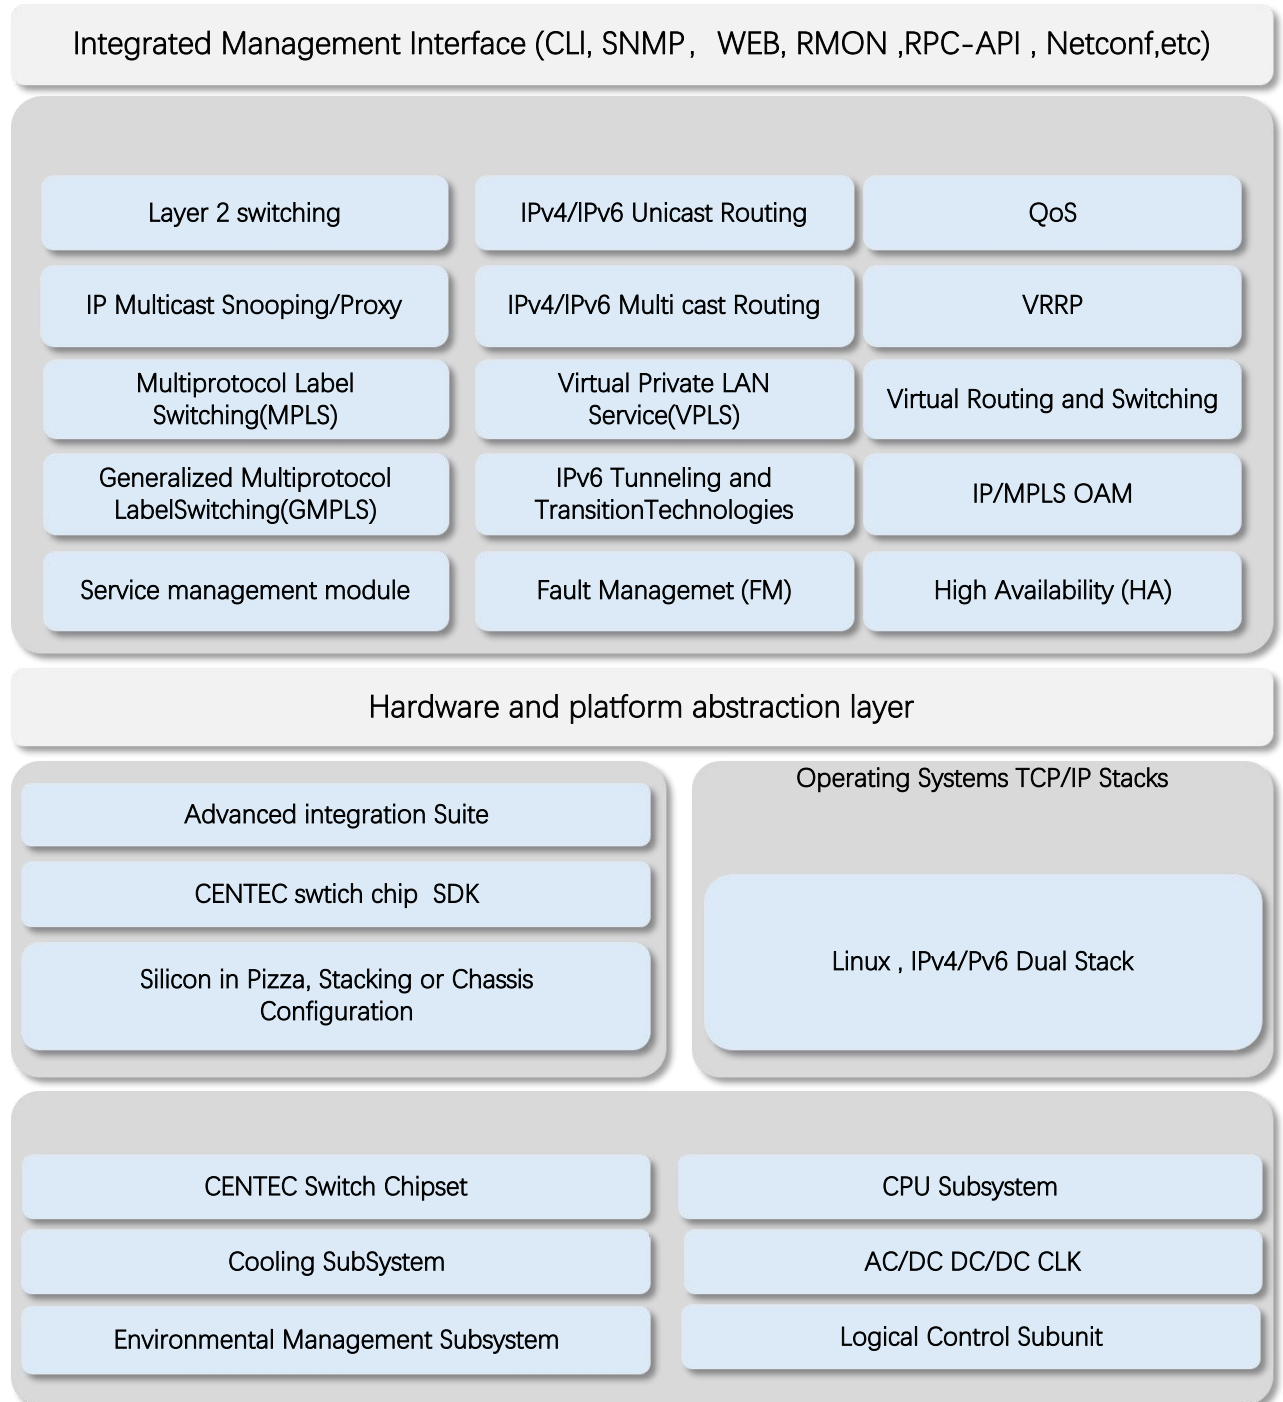 Integrated Management Interface (CLI, SNMP， WEB, RMON ,RPC-API , Netconf,etc)
Layer 2 switching
IPv4/IPv6 Unicast Routing
QoS
IP Multicast Snooping/Proxy
IPv4/IPv6 Multi cast Routing
VRRP
Multiprotocol Label
Switching(MPLS)
Virtual Private LAN
Service(VPLS)
Virtual Routing and Switching
Generalized Multiprotocol
LabelSwitching(GMPLS)
IPv6 Tunneling and
TransitionTechnologies
IP/MPLS OAM
Service management module
Fault Managemet (FM)
High Availability (HA)
Hardware and platform abstraction layer
Advanced integration Suite
CENTEC swtich chip  SDK
Silicon in Pizza, Stacking or Chassis
Configuration
Operating Systems TCP/IP Stacks
Linux , IPv4/Pv6 Dual Stack
CENTEC Switch Chipset
CPU Subsystem
Cooling SubSystem
AC/DC DC/DC CLK
Environmental Management Subsystem
Logical Control Subunit